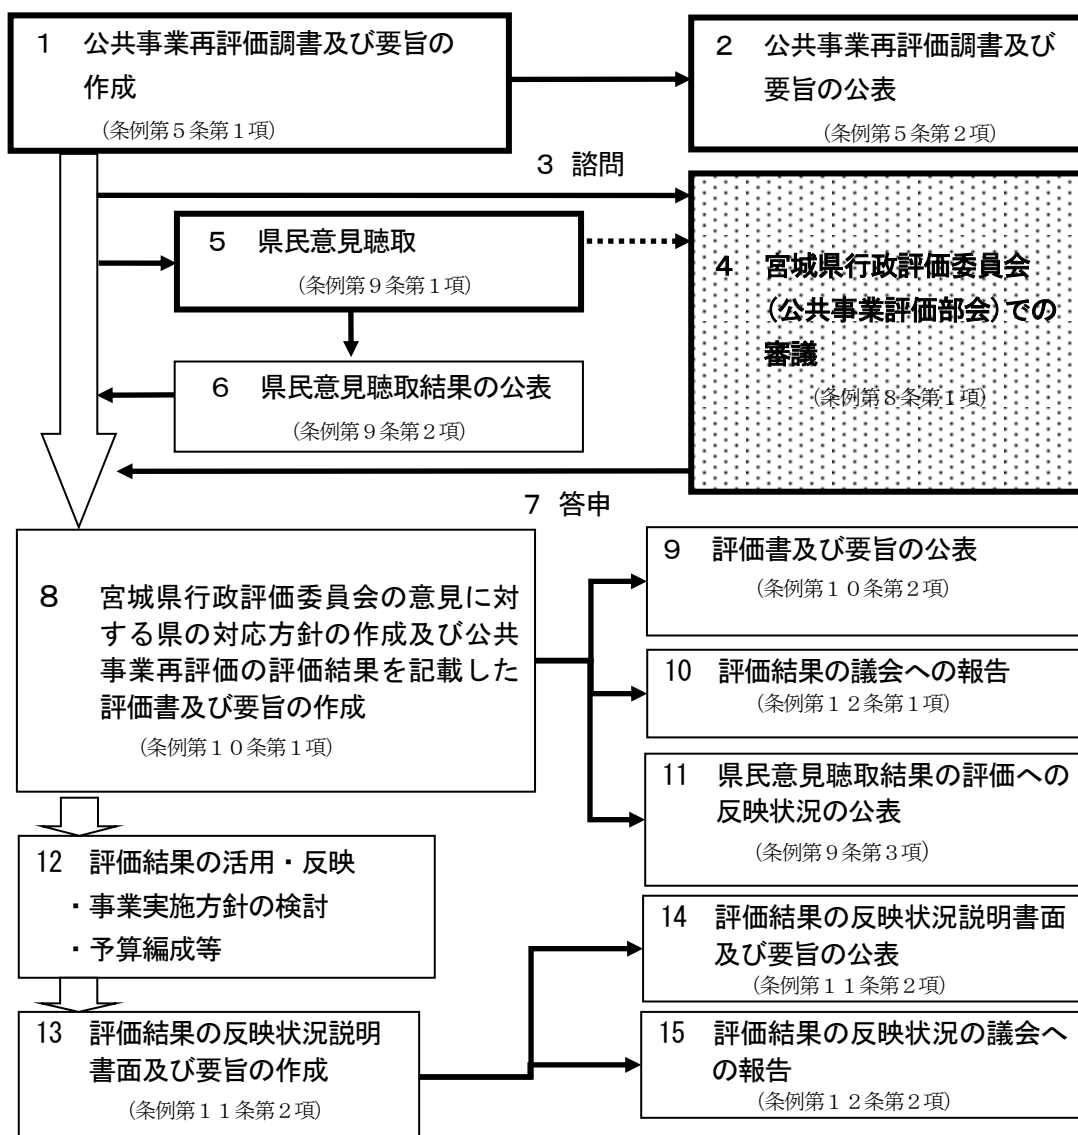 1 公共事業再評価調書及び要旨の
作成
(条例第５条第１項)
2 公共事業再評価調書及び
要旨の公表
(条例第５条第２項)
3 諮問
4 宮城県行政評価委員会
(公共事業評価部会)での
審議
(条例第８条第１項)
5 県民意見聴取
(条例第９条第１項)
6 県民意見聴取結果の公表
(条例第９条第２項)
7 答申
8 宮城県行政評価委員会の意見に対
する県の対応方針の作成及び公共
事業再評価の評価結果を記載した
評価書及び要旨の作成
(条例第１０条第１項)
9 評価書及び要旨の公表
(条例第１０条第２項)
10 評価結果の議会への報告
(条例第１２条第１項)
11 県民意見聴取結果の評価への
反映状況の公表
(条例第９条第３項)
12 評価結果の活用・反映
・事業実施方針の検討
・予算編成等
13 評価結果の反映状況説明
書面及び要旨の作成
(条例第１１条第２項)
14 評価結果の反映状況説明書面
及び要旨の公表
(条例第１１条第２項)
15 評価結果の反映状況の議会へ
の報告
(条例第１２条第２項)